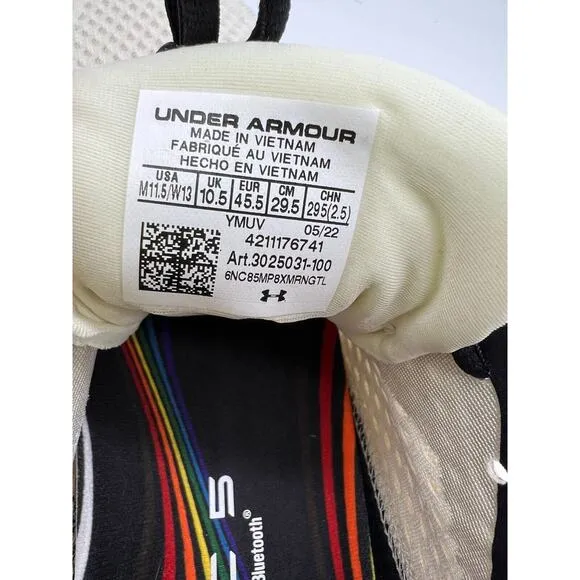 UNDER ARMOUR
MADE IN VIETNAM
FABRIQUÉ AU VIETNAM
HECHO EN VIETNAM
USA UK EUR CM CHN
M11.5/W13 10.5 45.5 29.5 295(2.5)
YMUV 05/22
4211176741
Art.3025031-100
6NC85MP8XMRNGTL
5
Bluetooth®